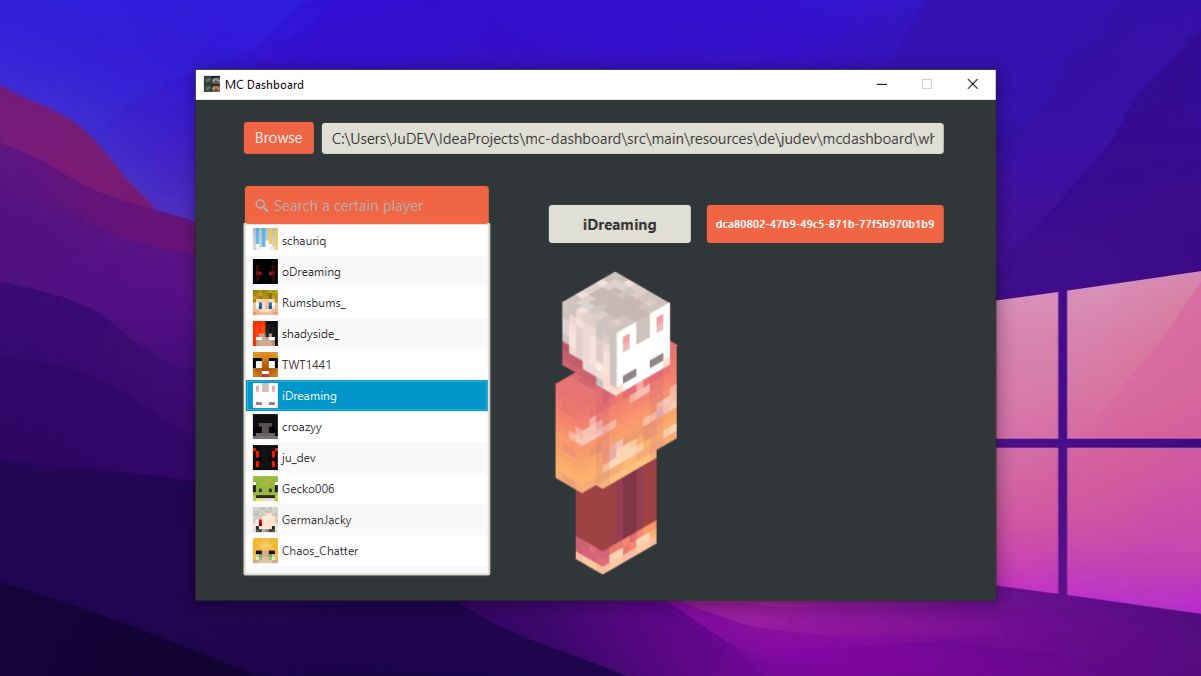 MC Dashboard
Browse
C:\Users\JuDEV\IdeaProjects\mc-dashboard\src\main\resources\de\judev\mcdashboard\wh
Search a certain player
schauriq
oDreaming
Rumsbums_
shadyside_
TWT1441
iDreaming
croazyy
ju_dev
Gecko006
GermanJacky
Chaos_Chatter
iDreaming
dca80802-47b9-49c5-871b-77f5b970b1b9